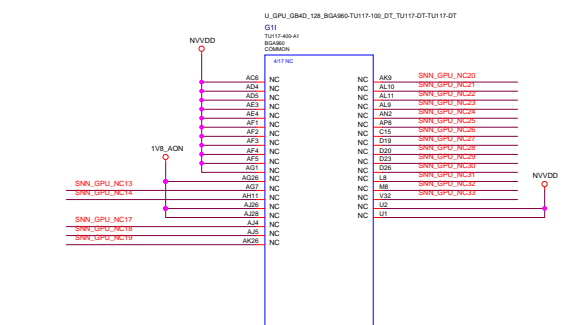 U_GPU_GB4D_128_BGA960-TU117-100_DT_TU117-DT-TU117-DT
G1I
TU117-400-A1
BGA960
COMMON
4/17 NC
NVVDD
1V8_AON
NVVDD
AC6 NC
AD4 NC
AD5 NC
AE3 NC
AE4 NC
AF1 NC
AF2 NC
AF3 NC
AF4 NC
AF5 NC
AG1 NC
AG26 NC
SNN_GPU_NC13 AG7 NC
SNN_GPU_NC14 AH11 NC
AJ26 NC
AJ28 NC
SNN_GPU_NC17 AJ4 NC
SNN_GPU_NC18 AJ5 NC
SNN_GPU_NC19 AK26 NC
NC AK9 SNN_GPU_NC20
NC AL10 SNN_GPU_NC21
NC AL11 SNN_GPU_NC22
NC AL9 SNN_GPU_NC23
NC AN2 SNN_GPU_NC24
NC AP8 SNN_GPU_NC25
NC C15 SNN_GPU_NC26
NC D19 SNN_GPU_NC27
NC D20 SNN_GPU_NC28
NC D23 SNN_GPU_NC29
NC D26 SNN_GPU_NC30
NC L8 SNN_GPU_NC31
NC M8 SNN_GPU_NC32
NC V32 SNN_GPU_NC33
NC U2
NC U1